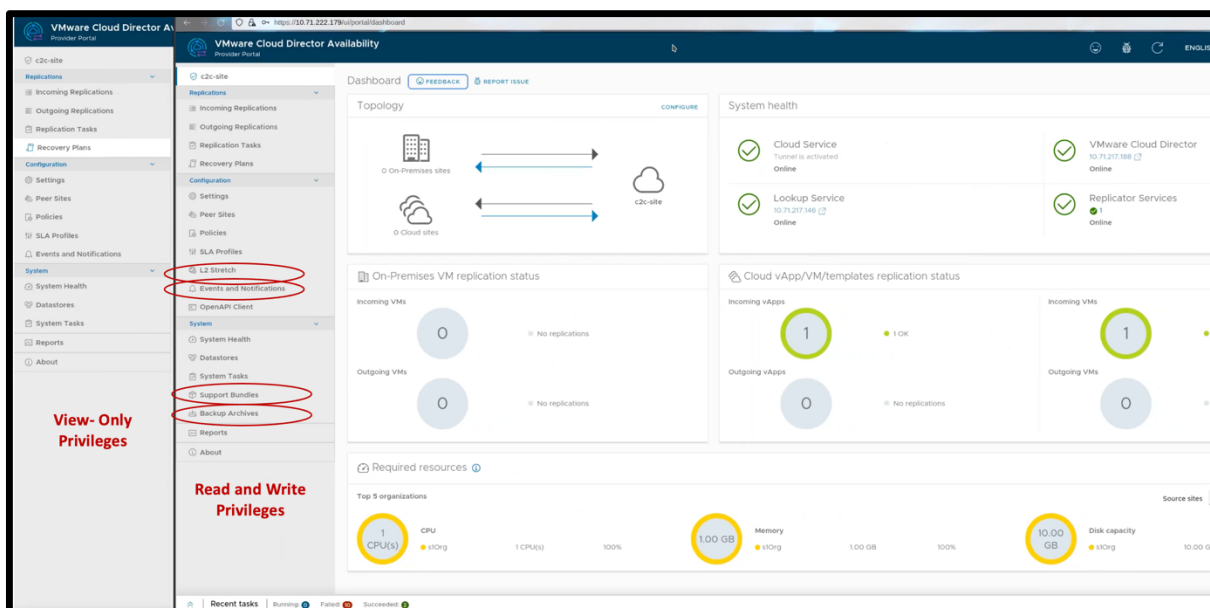 VMware Cloud Director
Provider Portal
c2c-site
Replications
Incoming Replications
Outgoing Replications
Replication Tasks
Recovery Plans
Configuration
Settings
Peer Sites
Policies
SLA Profiles
Events and Notifications
System
System Health
Datastores
System Tasks
Reports
About
View- Only
Privileges
https://10.71.222.179/ui/portal/dashboard
VMware Cloud Director Availability
Provider Portal
ENGLIS
c2c-site
Replications
Incoming Replications
Outgoing Replications
Replication Tasks
Recovery Plans
Configuration
Settings
Peer Sites
Policies
SLA Profiles
L2 Stretch
Events and Notifications
OpenAPI Client
System
System Health
Datastores
System Tasks
Support Bundles
Backup Archives
Reports
About
Read and Write
Privileges
Dashboard FEEDBACK REPORT ISSUE
Topology CONFIGURE
0 On-Premises sites
c2c-site
0 Cloud sites
System health
Cloud Service
Tunnel is activated
Online
VMware Cloud Director
10.71.217.188
Online
Lookup Service
10.71.217.146
Online
Replicator Services
1
Online
On-Premises VM replication status
Incoming VMs
0 No replications
Outgoing VMs
0 No replications
Cloud vApp/VM/templates replication status
Incoming vApps
1 1 OK
Incoming VMs
1
Outgoing vApps
0 No replications
Outgoing VMs
0
Required resources
Top 5 organizations
Source sites
1
CPU(s)
CPU
s1Org 1 CPU(s) 100%
1.00 GB
Memory
s1Org 1.00 GB 100%
10.00
GB
Disk capacity
s1Org 10.00 G
Recent tasks Running: 0 Failed: 10 Succeeded: 2